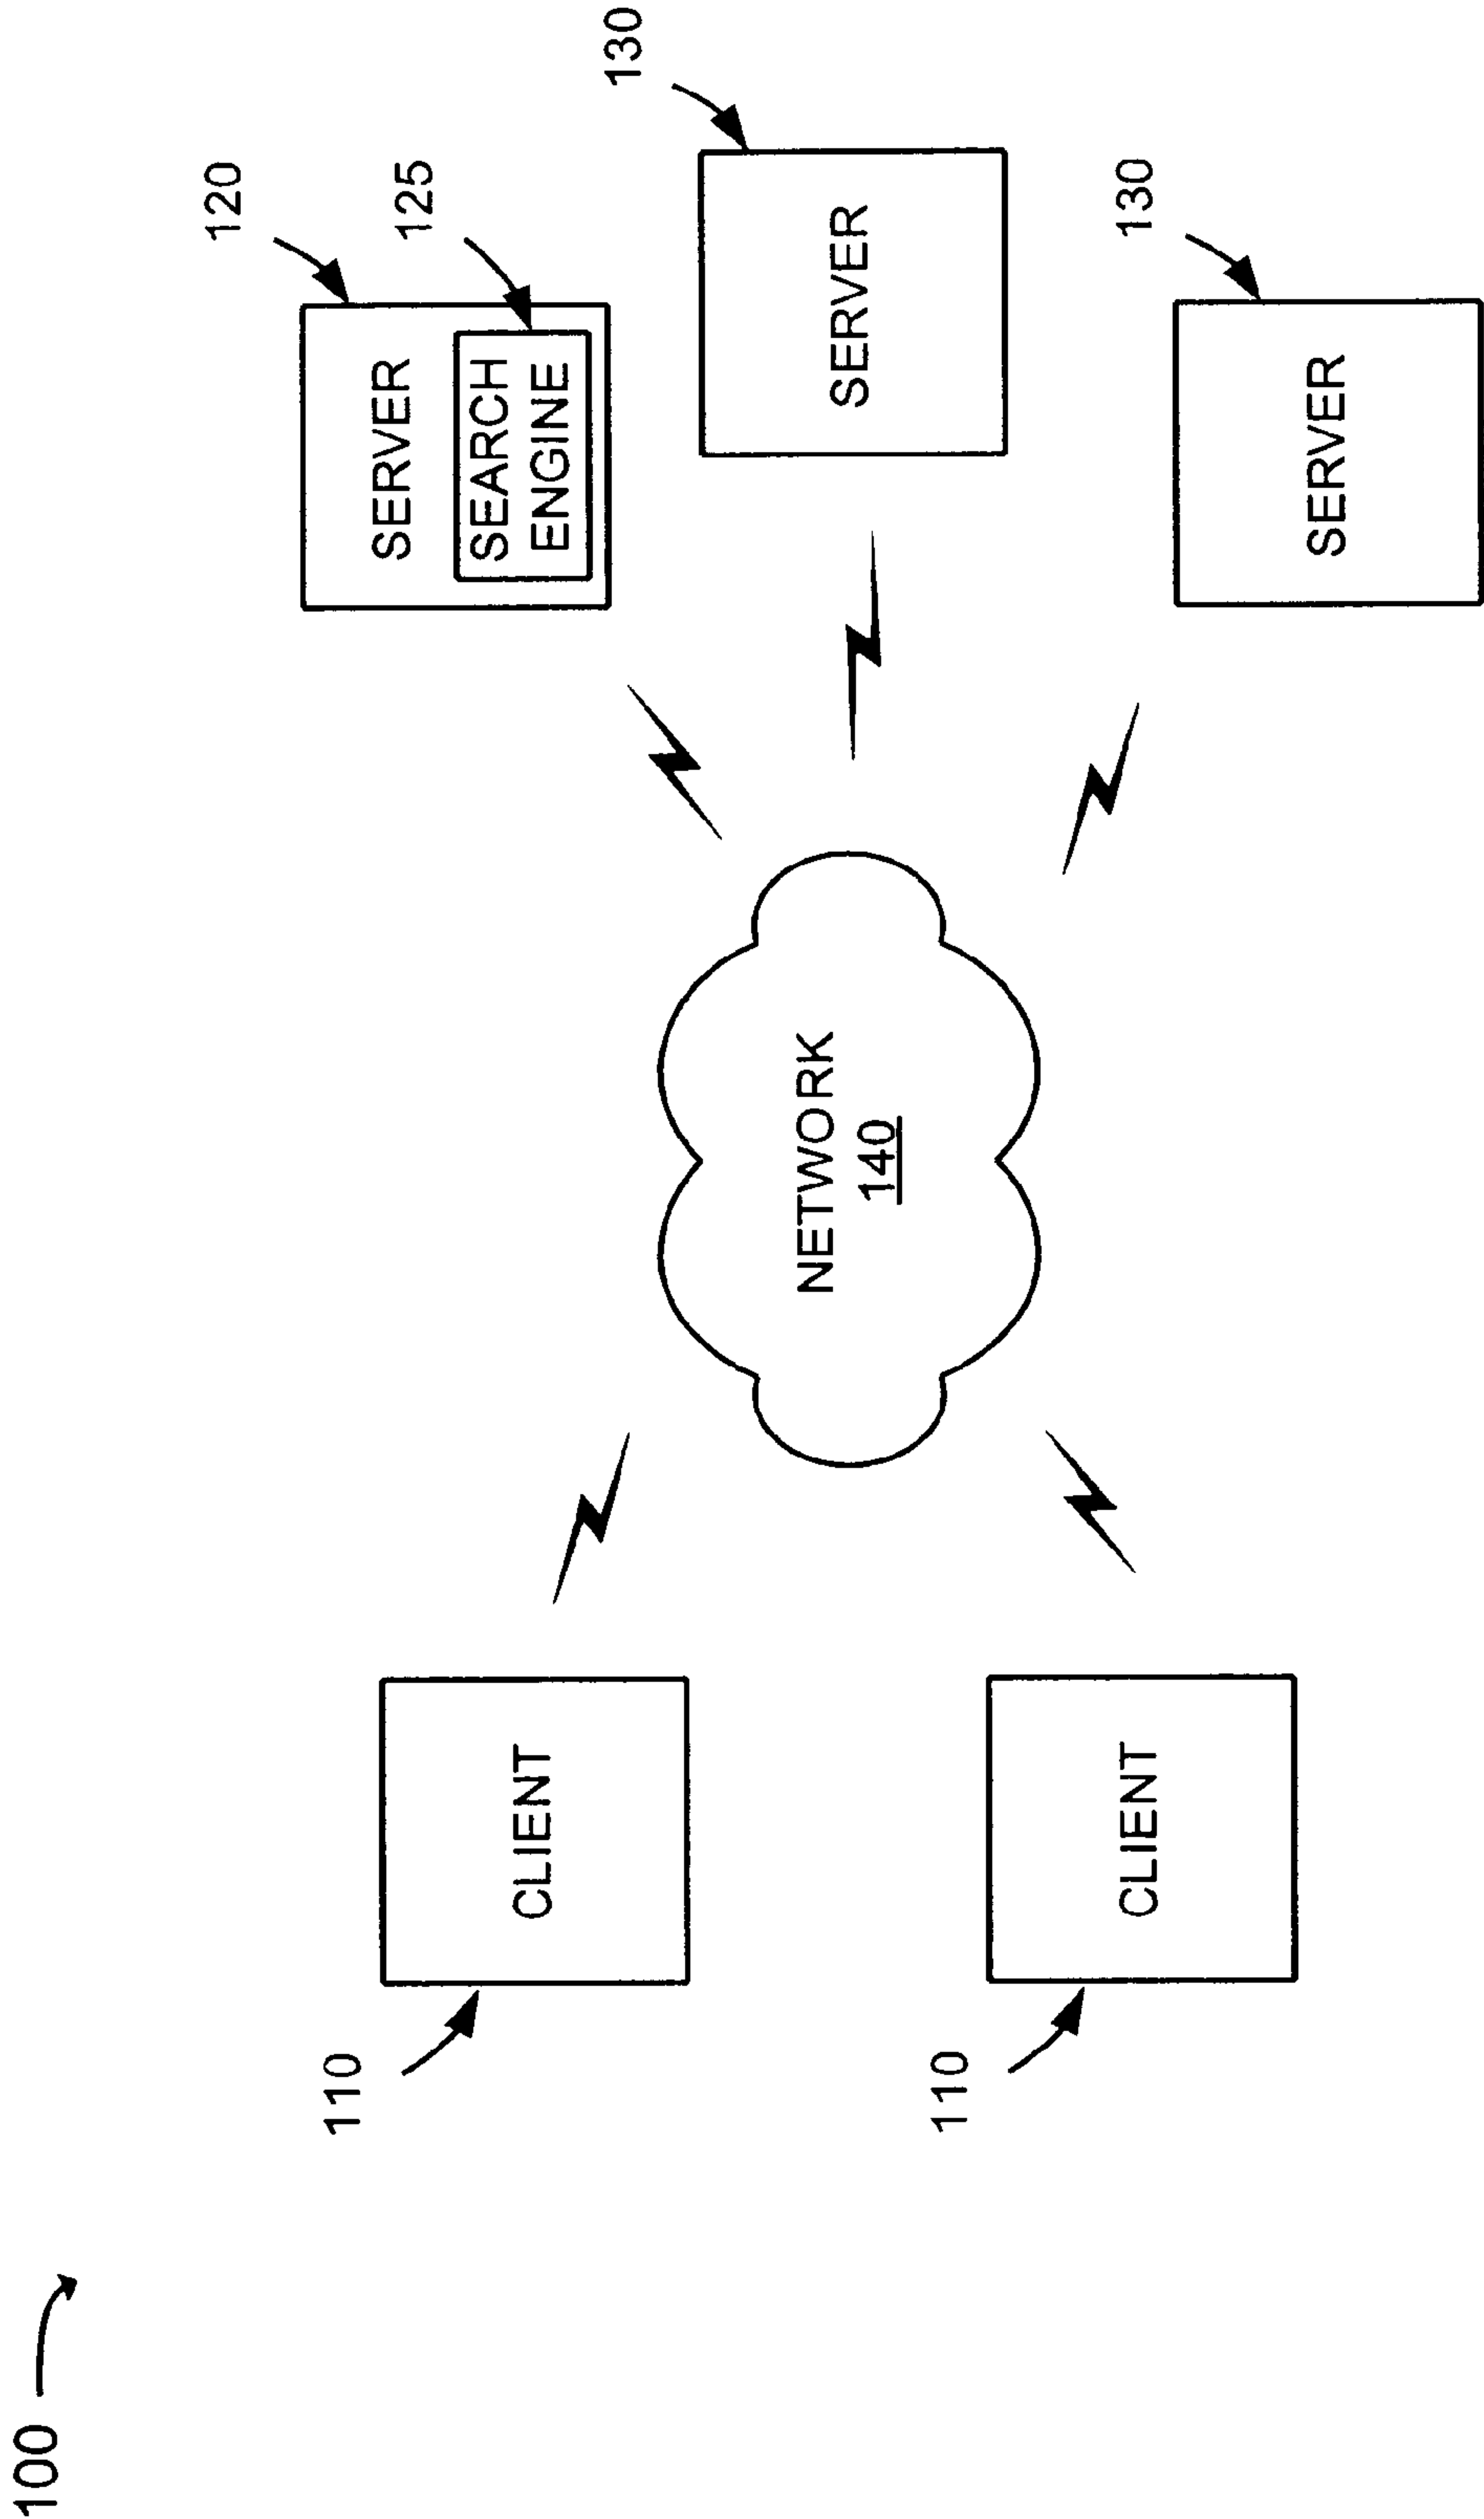 100
110
CLIENT
110
CLIENT
NETWORK
140
120
SERVER
125
SEARCH
ENGINE
130
SERVER
130
SERVER